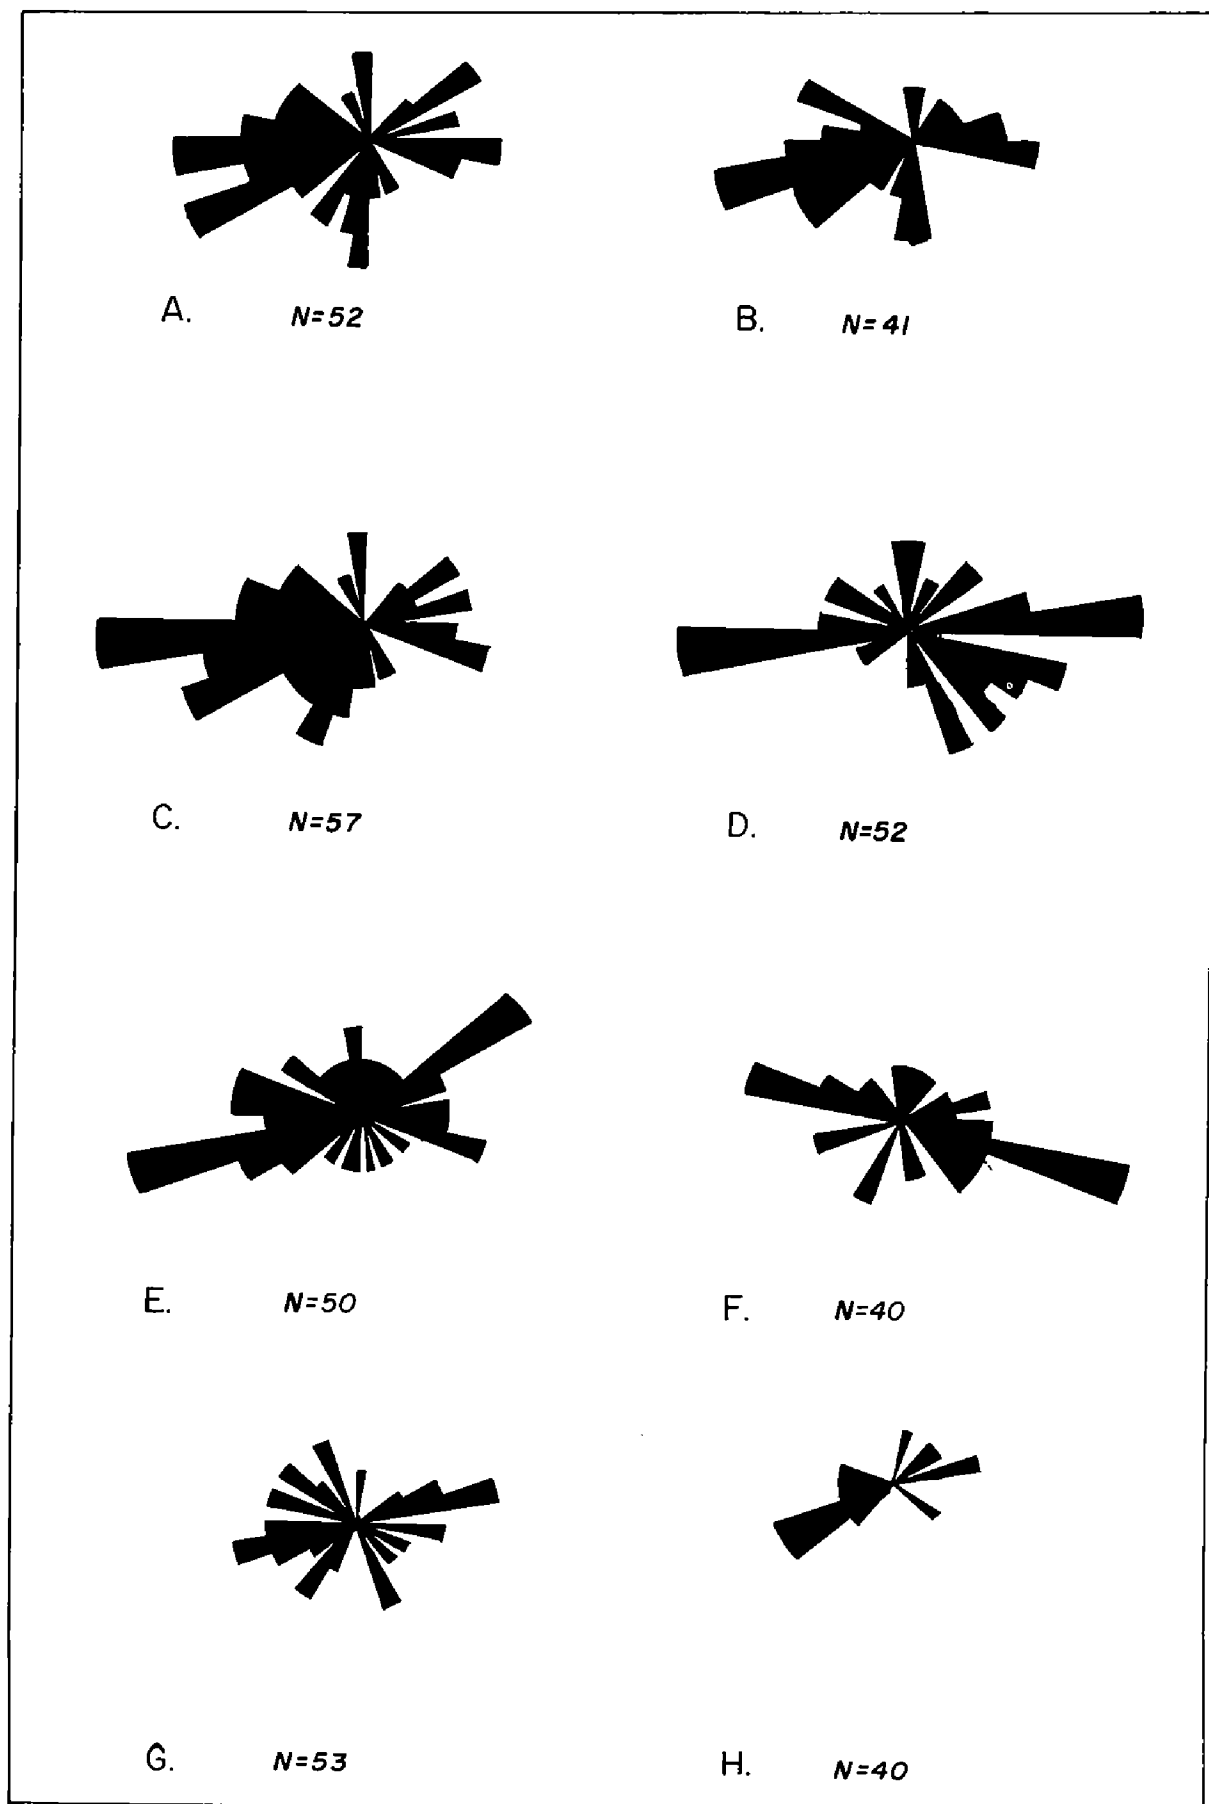 A. N=52
B. N=41
C. N=57
D. N=52
E. N=50
F. N=40
G. N=53
H. N=40